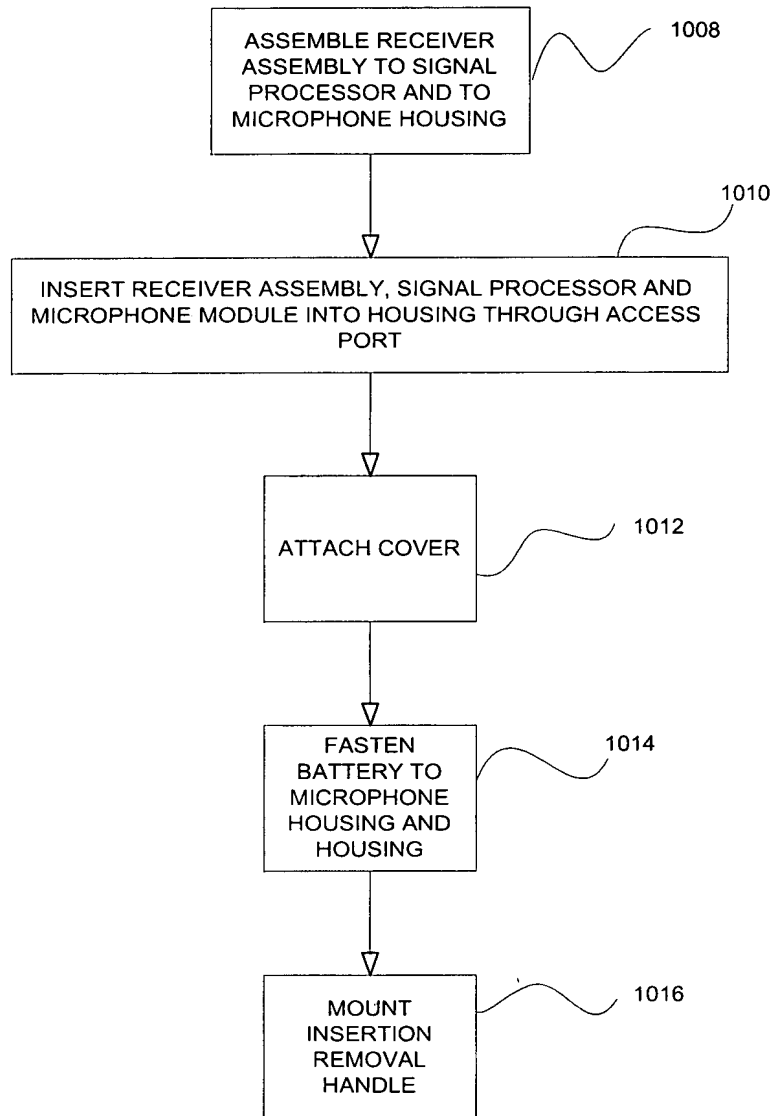 ASSEMBLE RECEIVER
ASSEMBLY TO SIGNAL
PROCESSOR AND TO
MICROPHONE HOUSING
1008
1010
INSERT RECEIVER ASSEMBLY, SIGNAL PROCESSOR AND
MICROPHONE MODULE INTO HOUSING THROUGH ACCESS
PORT
ATTACH COVER
1012
FASTEN
BATTERY TO
MICROPHONE
HOUSING AND
HOUSING
1014
MOUNT
INSERTION
REMOVAL
HANDLE
1016